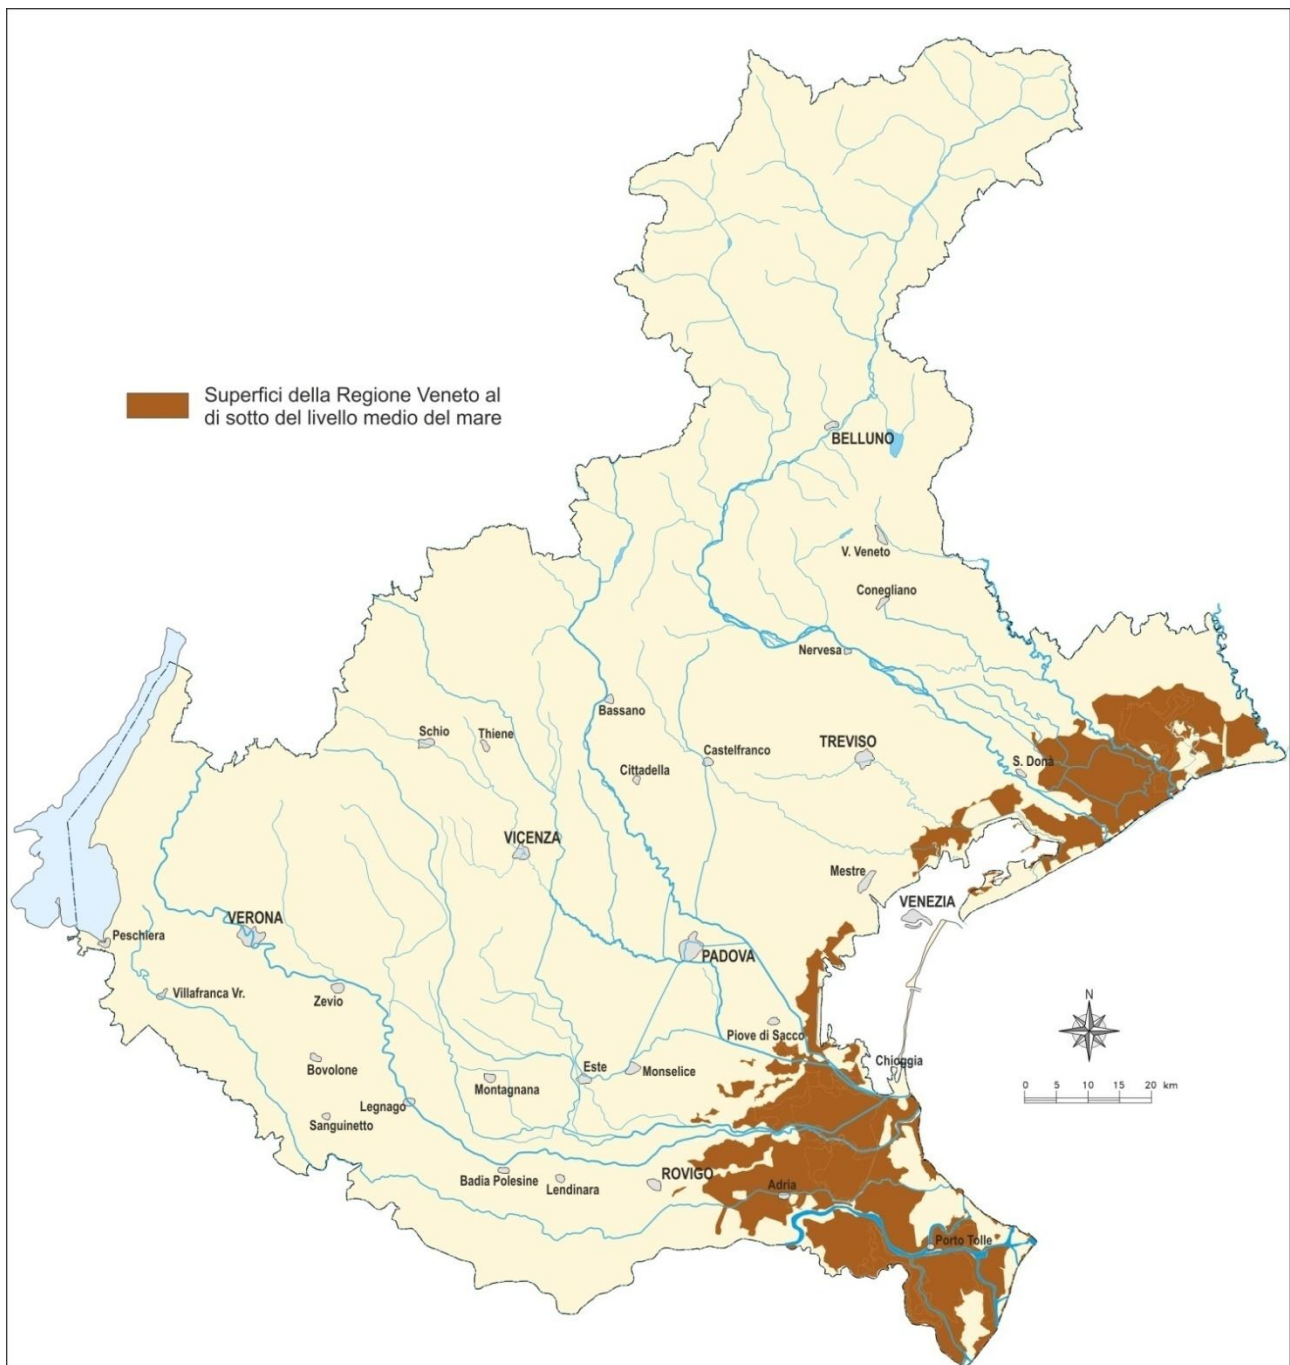 Superfici della Regione Veneto al
di sotto del livello medio del mare
BELLUNO
V. Veneto
Conegliano
Nervesa
Bassano
Schio
Thiene
Castelfranco
TREVISO
Cittadella
S. Donà
VICENZA
Mestre
VENEZIA
VERONA
Peschiera
PADOVA
Villafranca Vr.
Zevio
N
Piove di Sacco
Chioggia
Bovolone
Este
Monselice
Montagnana
0 5 10 15 20 km
Legnago
Sanguinetto
Badia Polesine
Lendinara
ROVIGO
Adria
Porto Tolle